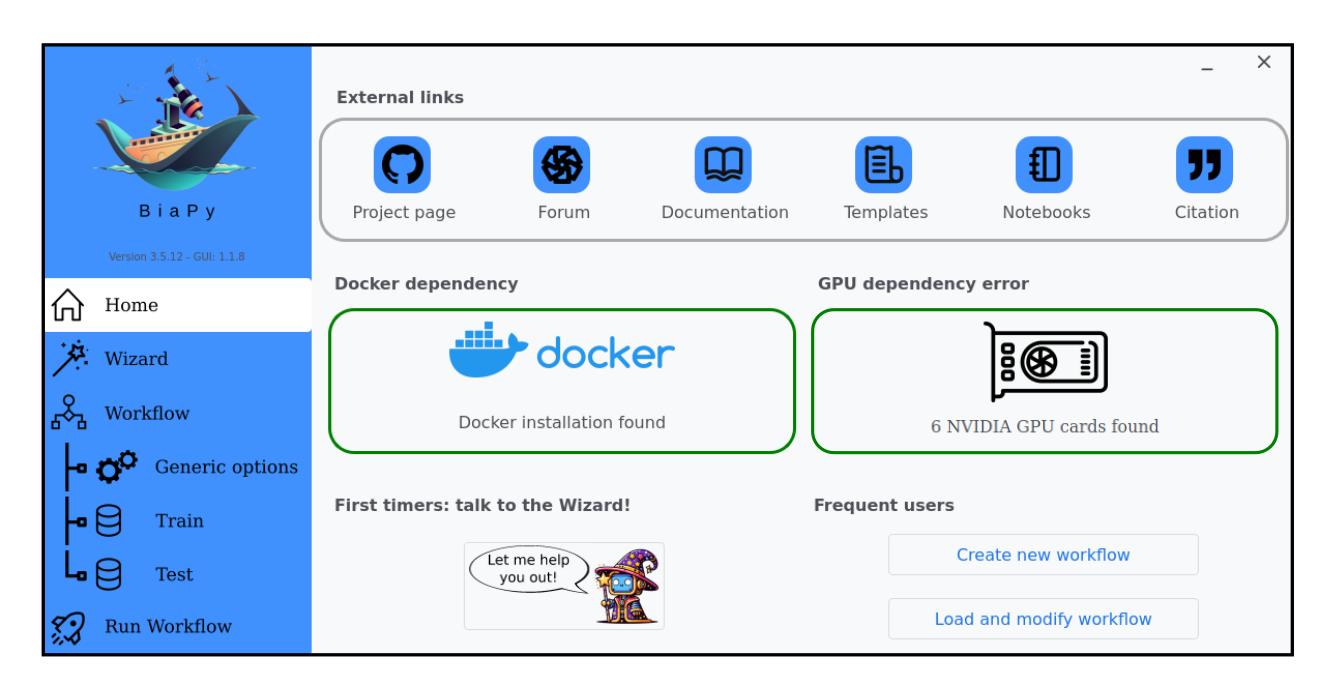 BiaPy
Version 3.5.12 - GUI: 1.1.8
Home
Wizard
Workflow
Generic options
Train
Test
Run Workflow
External links
Project page
Forum
Documentation
Templates
Notebooks
Citation
Docker dependency
docker
Docker installation found
GPU dependency error
6 NVIDIA GPU cards found
First timers: talk to the Wizard!
Let me help
you out!
Frequent users
Create new workflow
Load and modify workflow